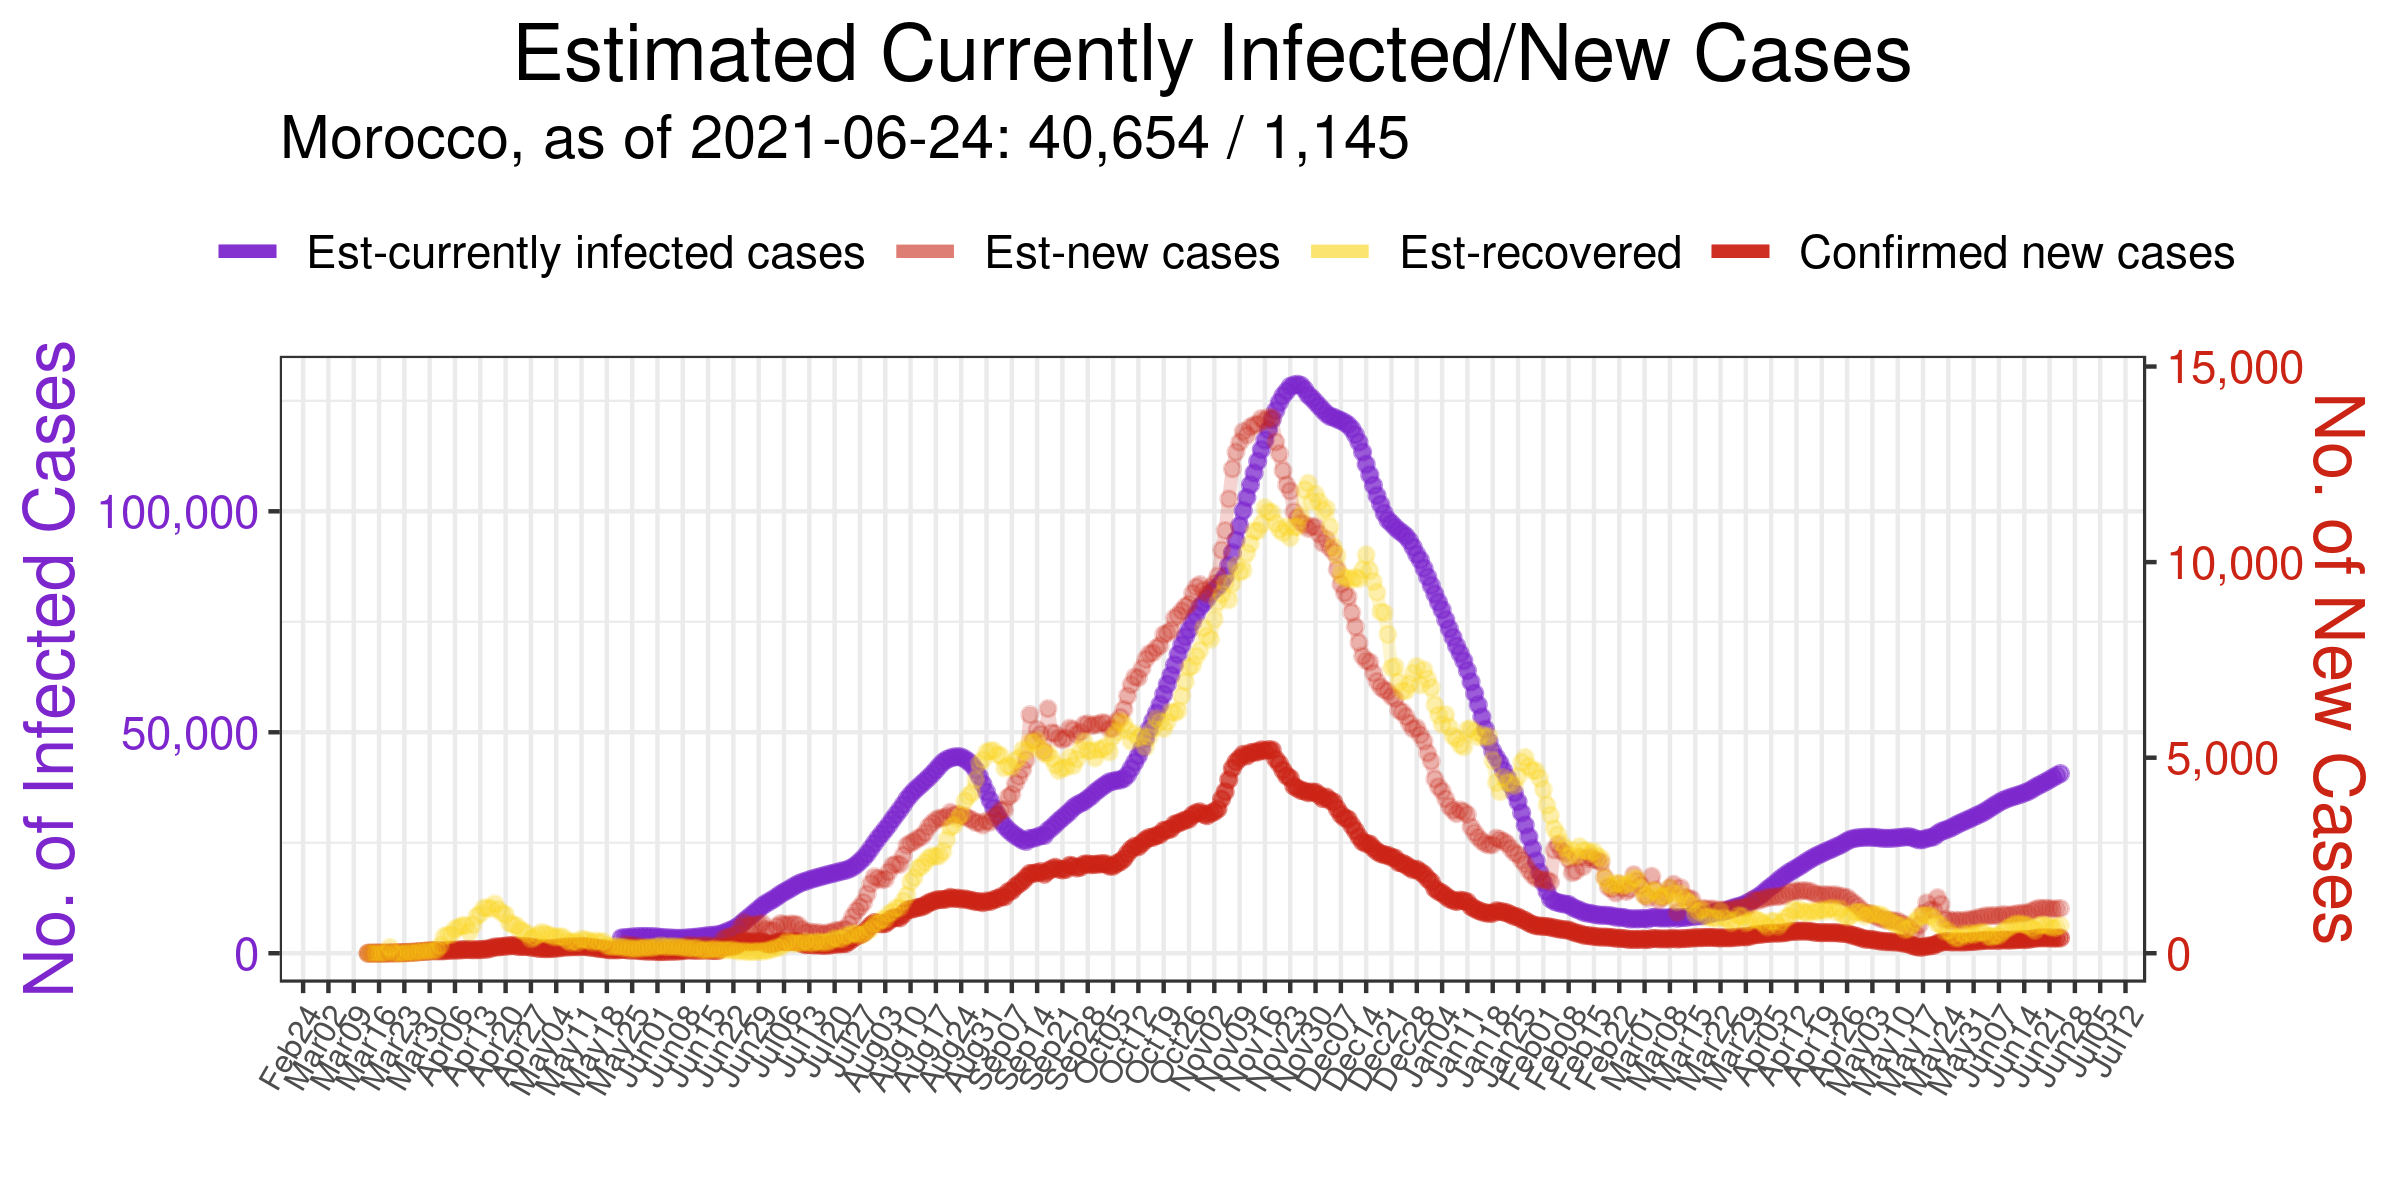 Estimated Currently Infected/New Cases
Morocco, as of 2021-06-24: 40,654 / 1,145
Est-currently infected cases Est-new cases Est-recovered Confirmed new cases
No. of Infected Cases
100,000
50,000
0
15,000
10,000
5,000
0
No. of New Cases
Feb24
Mar02
Mar09
Mar16
Mar23
Mar30
Apr06
Apr13
Apr20
Apr27
May04
May11
May18
May25
Jun01
Jun08
Jun15
Jun22
Jun29
Jul06
Jul13
Jul20
Jul27
Aug03
Aug10
Aug17
Aug24
Aug31
Sep07
Sep14
Sep21
Sep28
Oct05
Oct12
Oct19
Oct26
Nov02
Nov09
Nov16
Nov23
Nov30
Dec07
Dec14
Dec21
Dec28
Jan04
Jan11
Jan18
Jan25
Feb01
Feb08
Feb15
Feb22
Mar01
Mar08
Mar15
Mar22
Mar29
Apr05
Apr12
Apr19
Apr26
May03
May10
May17
May24
May31
Jun07
Jun14
Jun21
Jun28
Jul05
Jul12